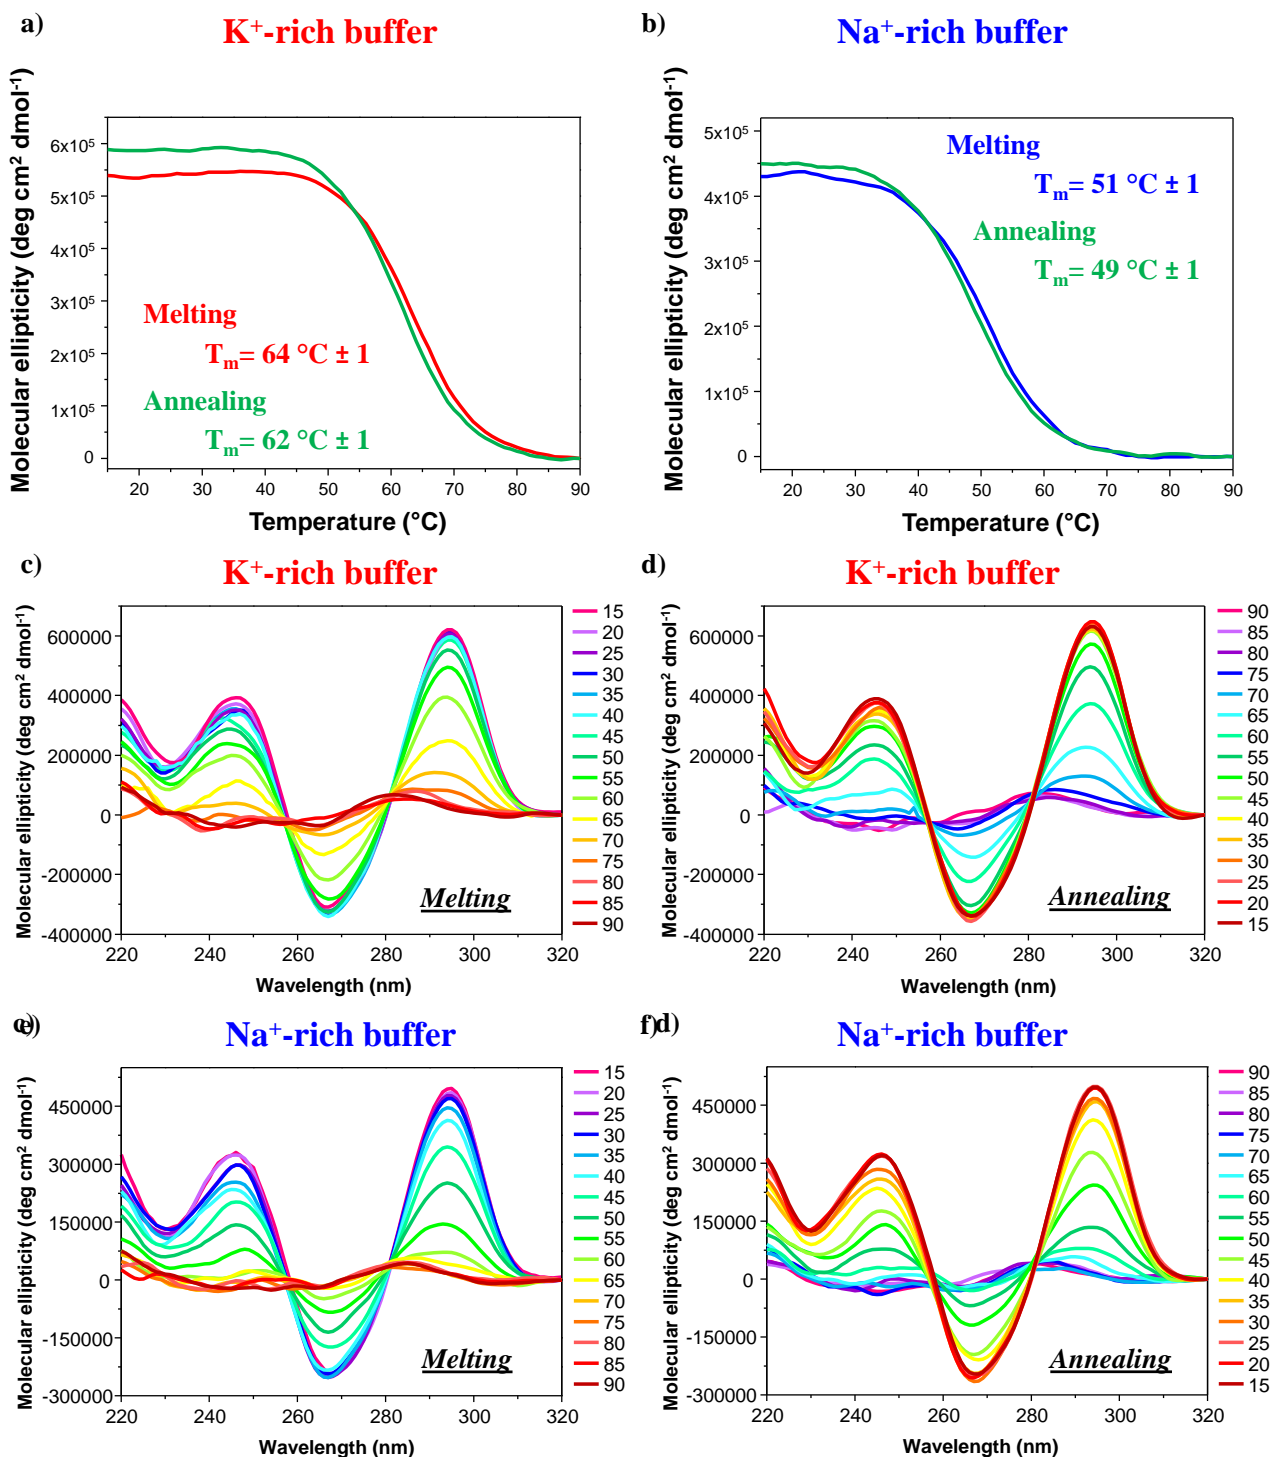 a)
K⁺-rich buffer
Molecular ellipticity (deg cm² dmol⁻¹)
6x10⁵
5x10⁵
4x10⁵
3x10⁵
2x10⁵
1x10⁵
0
Melting
Tₘ= 64 °C ± 1
Annealing
Tₘ= 62 °C ± 1
20 30 40 50 60 70 80 90
Temperature (°C)
b)
Na⁺-rich buffer
Molecular ellipticity (deg cm² dmol⁻¹)
5x10⁵
4x10⁵
3x10⁵
2x10⁵
1x10⁵
0
Melting
Tₘ= 51 °C ± 1
Annealing
Tₘ= 49 °C ± 1
20 30 40 50 60 70 80 90
Temperature (°C)
c)
K⁺-rich buffer
Molecular ellipticity (deg cm² dmol⁻¹)
600000
400000
200000
0
-200000
-400000
15
20
25
30
35
40
45
50
55
60
65
70
75
80
85
90
Melting
220 240 260 280 300 320
Wavelength (nm)
d)
K⁺-rich buffer
Molecular ellipticity (deg cm² dmol⁻¹)
600000
400000
200000
0
-200000
-400000
90
85
80
75
70
65
60
55
50
45
40
35
30
25
20
15
Annealing
220 240 260 280 300 320
Wavelength (nm)
e)
Na⁺-rich buffer
Molecular ellipticity (deg cm² dmol⁻¹)
450000
300000
150000
0
-150000
-300000
15
20
25
30
35
40
45
50
55
60
65
70
75
80
85
90
Melting
220 240 260 280 300 320
Wavelength (nm)
f) d)
Na⁺-rich buffer
Molecular ellipticity (deg cm² dmol⁻¹)
450000
300000
150000
0
-150000
-300000
90
85
80
75
70
65
60
55
50
45
40
35
30
25
20
15
Annealing
220 240 260 280 300 320
Wavelength (nm)